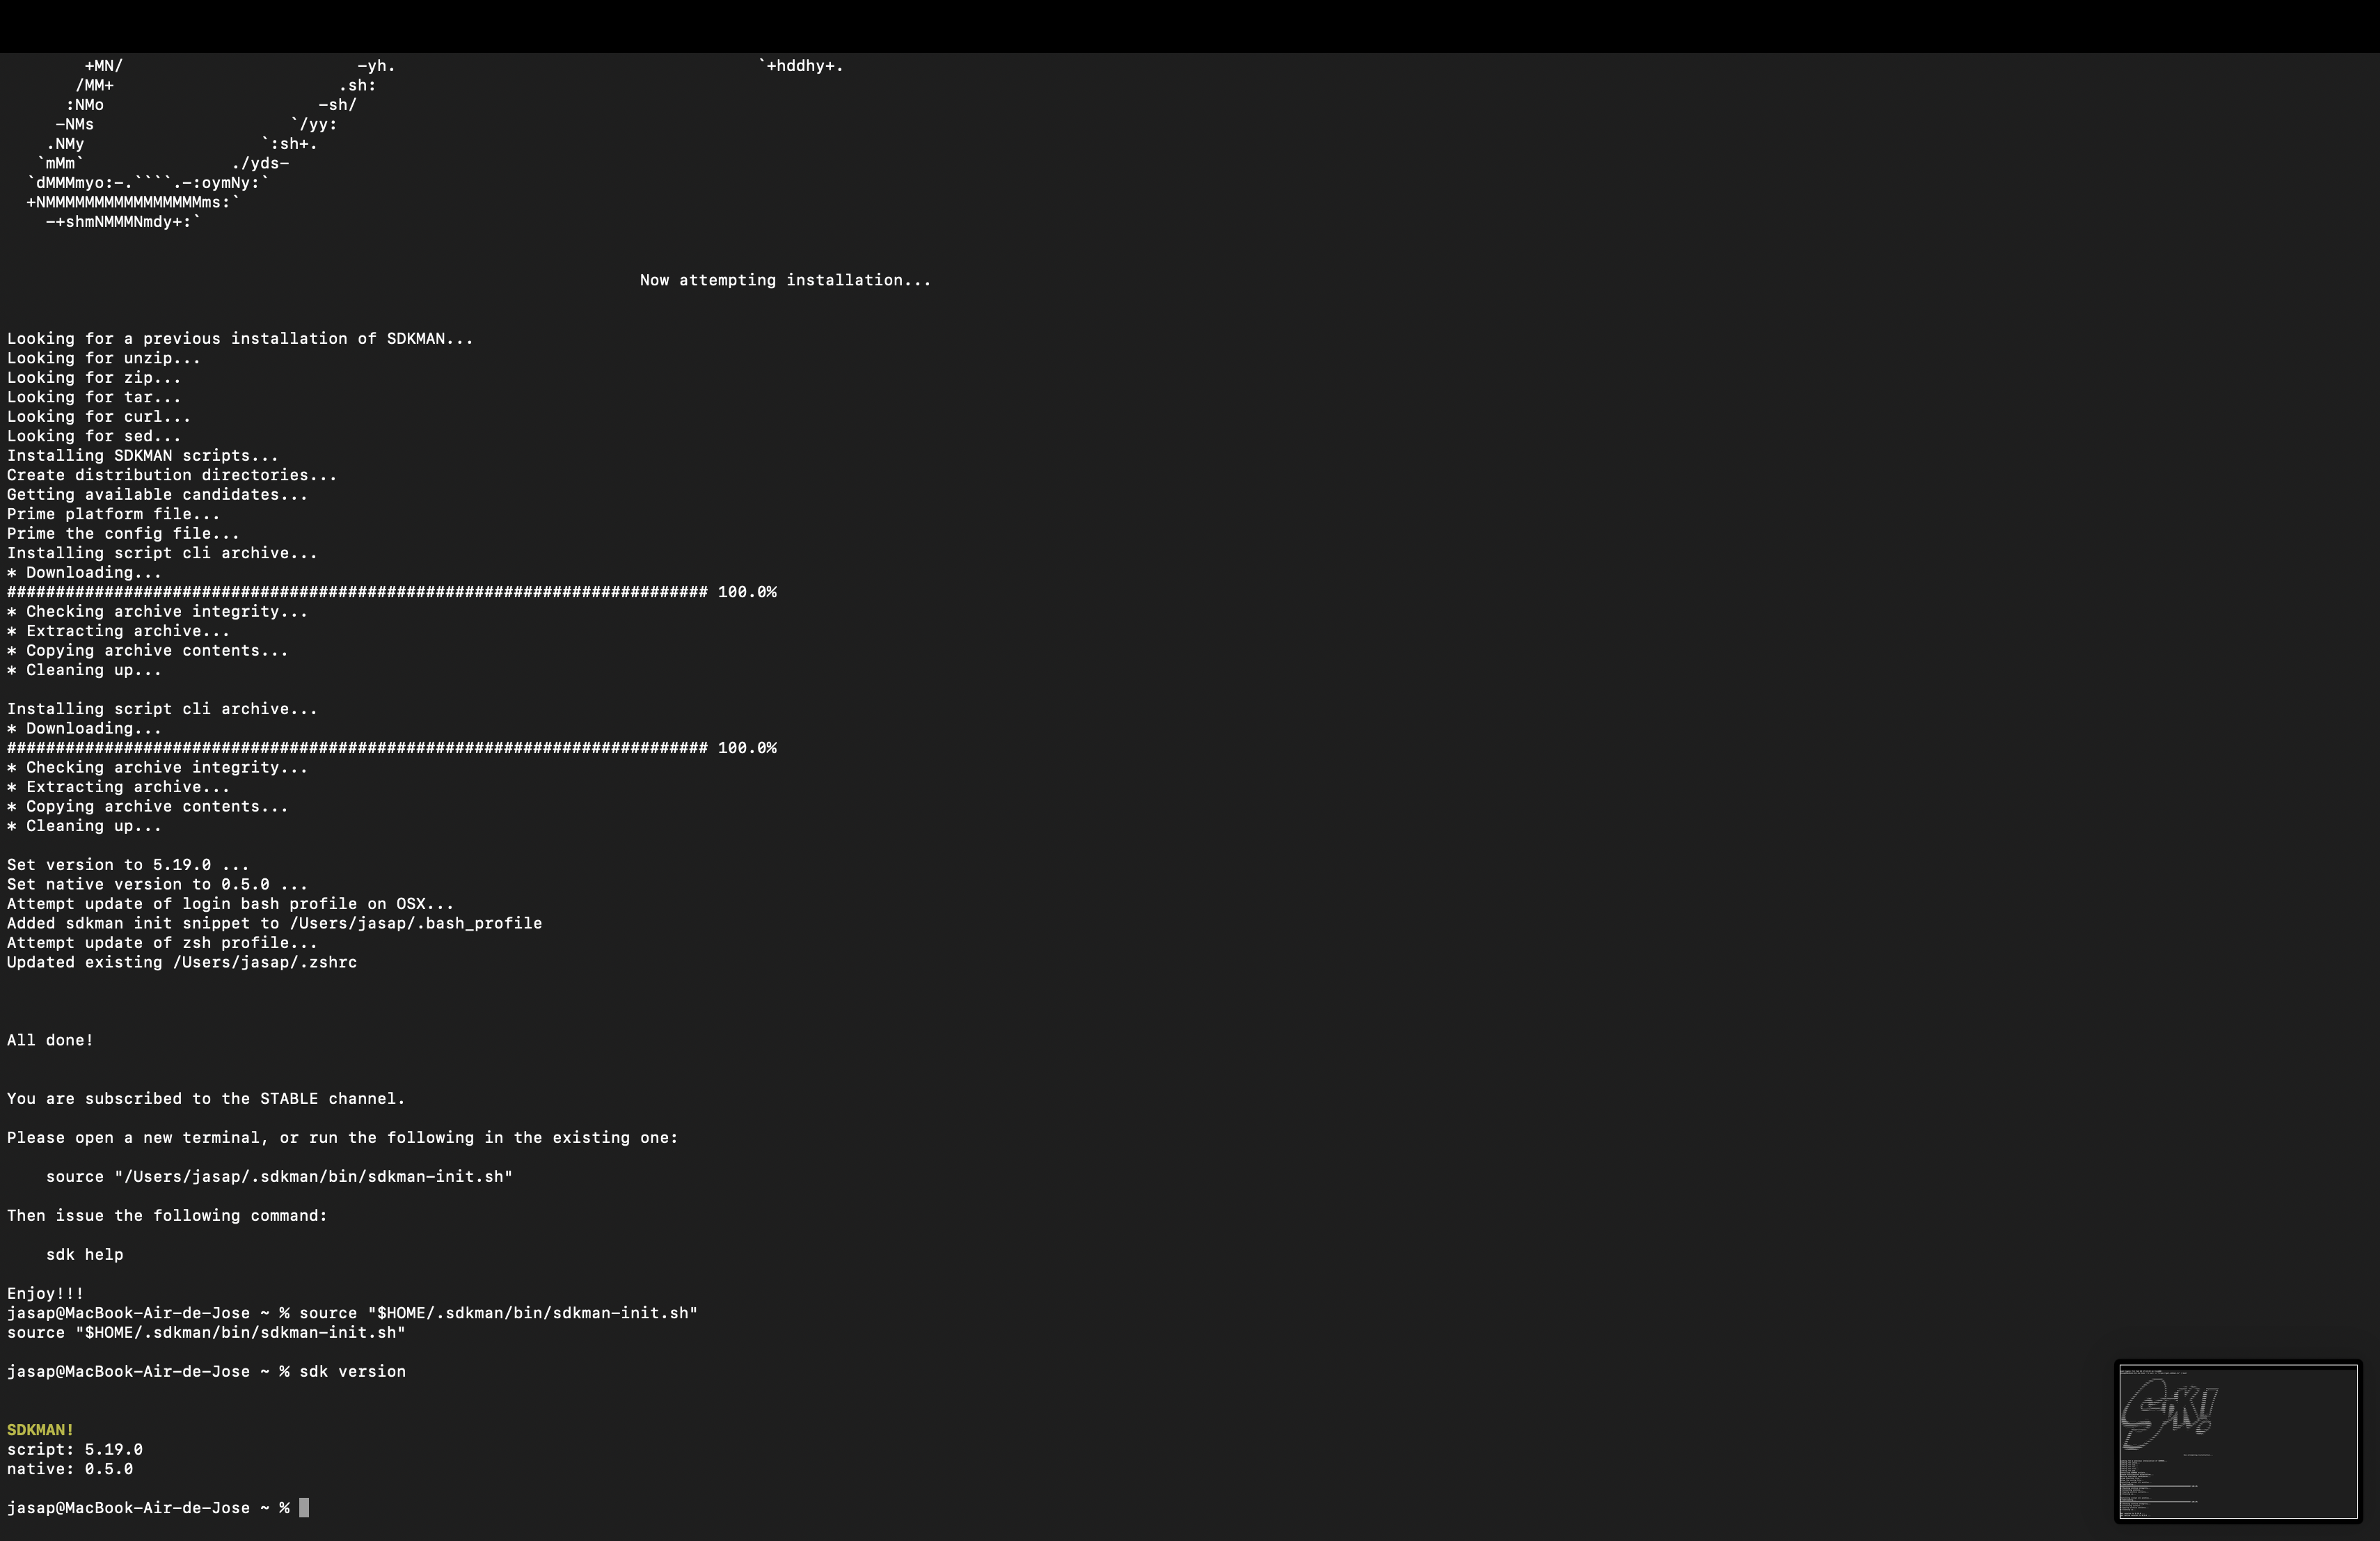 +MN/ -yh. `+hddhy+.
/MM+ .sh:
:NMo -sh/
-NMs `/yy:
.NMy `:sh+.
`mMm` ./yds-
`dMMMmyo:-.````.-:oymNy:`
+NMMMMMMMMMMMMMMMMms:`
-+shmNMMMNmdy+:`
Now attempting installation...
Looking for a previous installation of SDKMAN...
Looking for unzip...
Looking for zip...
Looking for tar...
Looking for curl...
Looking for sed...
Installing SDKMAN scripts...
Create distribution directories...
Getting available candidates...
Prime platform file...
Prime the config file...
Installing script cli archive...
* Downloading...
######################################################################## 100.0%
* Checking archive integrity...
* Extracting archive...
* Copying archive contents...
* Cleaning up...
Installing script cli archive...
* Downloading...
######################################################################## 100.0%
* Checking archive integrity...
* Extracting archive...
* Copying archive contents...
* Cleaning up...
Set version to 5.19.0 ...
Set native version to 0.5.0 ...
Attempt update of login bash profile on OSX...
Added sdkman init snippet to /Users/jasap/.bash_profile
Attempt update of zsh profile...
Updated existing /Users/jasap/.zshrc
All done!
You are subscribed to the STABLE channel.
Please open a new terminal, or run the following in the existing one:
source "/Users/jasap/.sdkman/bin/sdkman-init.sh"
Then issue the following command:
sdk help
Enjoy!!!
jasap@MacBook-Air-de-Jose ~ % source "$HOME/.sdkman/bin/sdkman-init.sh"
source "$HOME/.sdkman/bin/sdkman-init.sh"
jasap@MacBook-Air-de-Jose ~ % sdk version
SDKMAN!
script: 5.19.0
native: 0.5.0
jasap@MacBook-Air-de-Jose ~ %